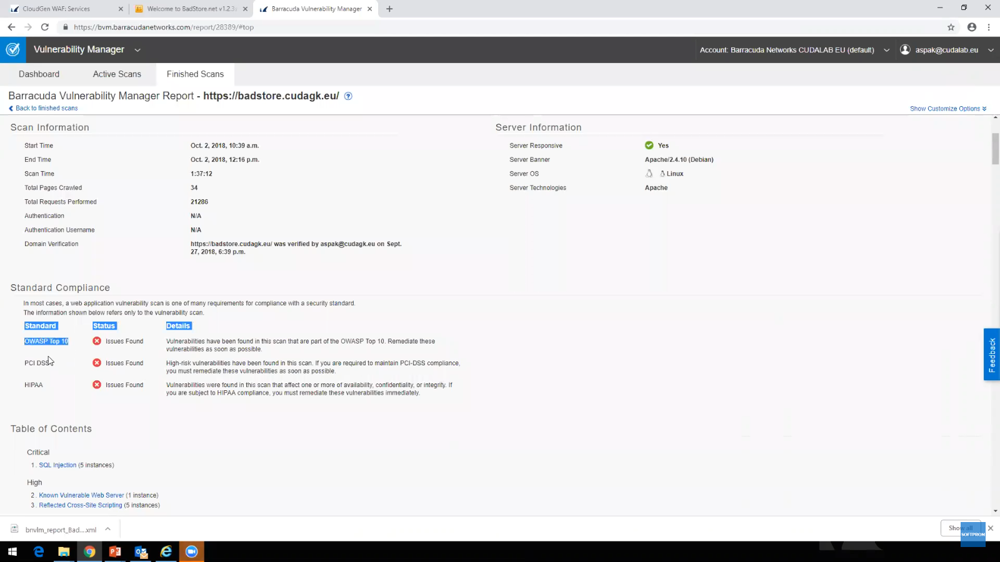 CloudGen WAF: Services
Welcome to BadStore.net v1.2.3
Barracuda Vulnerability Manager
https://bvm.barracudanetworks.com/report/28389/#top
Vulnerability Manager
Account: Barracuda Networks CUDALAB EU (default)
aspak@cudalab.eu
Dashboard
Active Scans
Finished Scans
Barracuda Vulnerability Manager Report - https://badstore.cudagk.eu/ ?
Back to finished scans
Show Customize Options
Scan Information
Start Time Oct. 2, 2018, 10:39 a.m.
End Time Oct. 2, 2018, 12:16 p.m.
Scan Time 1:37:12
Total Pages Crawled 34
Total Requests Performed 21286
Authentication N/A
Authentication Username N/A
Domain Verification https://badstore.cudagk.eu/ was verified by aspak@cudagk.eu on Sept.
27, 2018, 6:39 p.m.
Server Information
Server Responsive Yes
Server Banner Apache/2.4.10 (Debian)
Server OS Linux
Server Technologies Apache
Standard Compliance
In most cases, a web application vulnerability scan is one of many requirements for compliance with a security standard.
The information shown below refers only to the vulnerability scan.
Standard Status Details
OWASP Top 10 Issues Found Vulnerabilities have been found in this scan that are part of the OWASP Top 10. Remediate these
vulnerabilities as soon as possible.
PCI DSS Issues Found High-risk vulnerabilities have been found in this scan. If you are required to maintain PCI-DSS compliance,
you must remediate these vulnerabilities as soon as possible.
HIPAA Issues Found Vulnerabilities were found in this scan that affect one or more of availability, confidentiality, or integrity. If
you are subject to HIPAA compliance, you must remediate these vulnerabilities immediately.
Table of Contents
Critical
1. SQL Injection (5 instances)
High
2. Known Vulnerable Web Server (1 instance)
3. Reflected Cross-Site Scripting (5 instances)
Feedback
bnvlm_report_Bad....xml
Show all
SOFTPROM